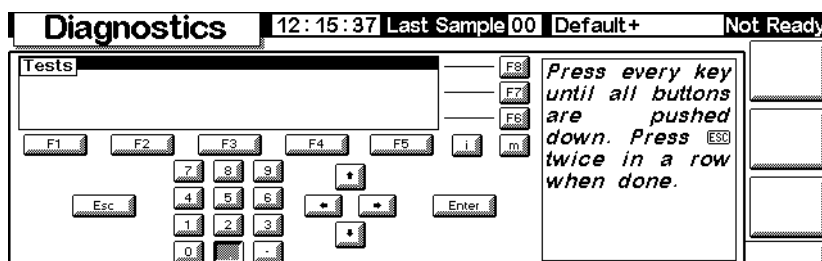 Diagnostics 12:15:37 Last Sample 00 Default+ Not Ready
Tests
F8
F7
F6
F1 F2 F3 F4 F5 i m
7 8 9
4 5 6
1 2 3
0 -
Esc
Enter
Press every key
until all buttons
are pushed
down. Press ESC
twice in a row
when done.